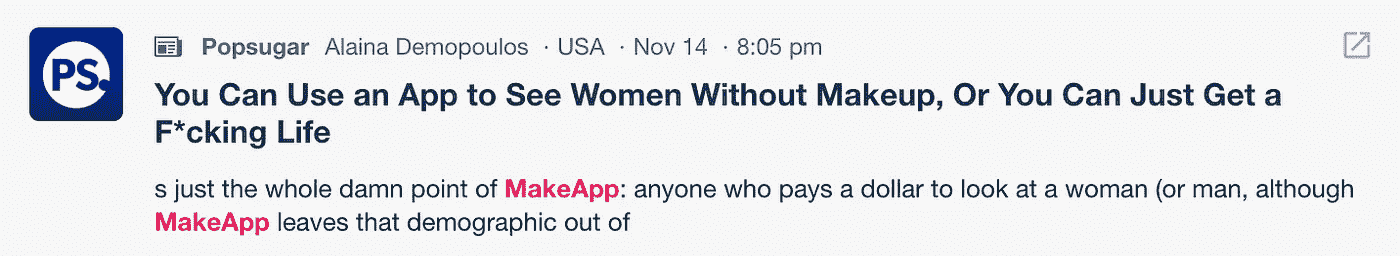 PS.
Popsugar Alaina Demopoulos · USA · Nov 14 · 8:05 pm
You Can Use an App to See Women Without Makeup, Or You Can Just Get a
F*cking Life
s just the whole damn point of MakeApp: anyone who pays a dollar to look at a woman (or man, although
MakeApp leaves that demographic out of